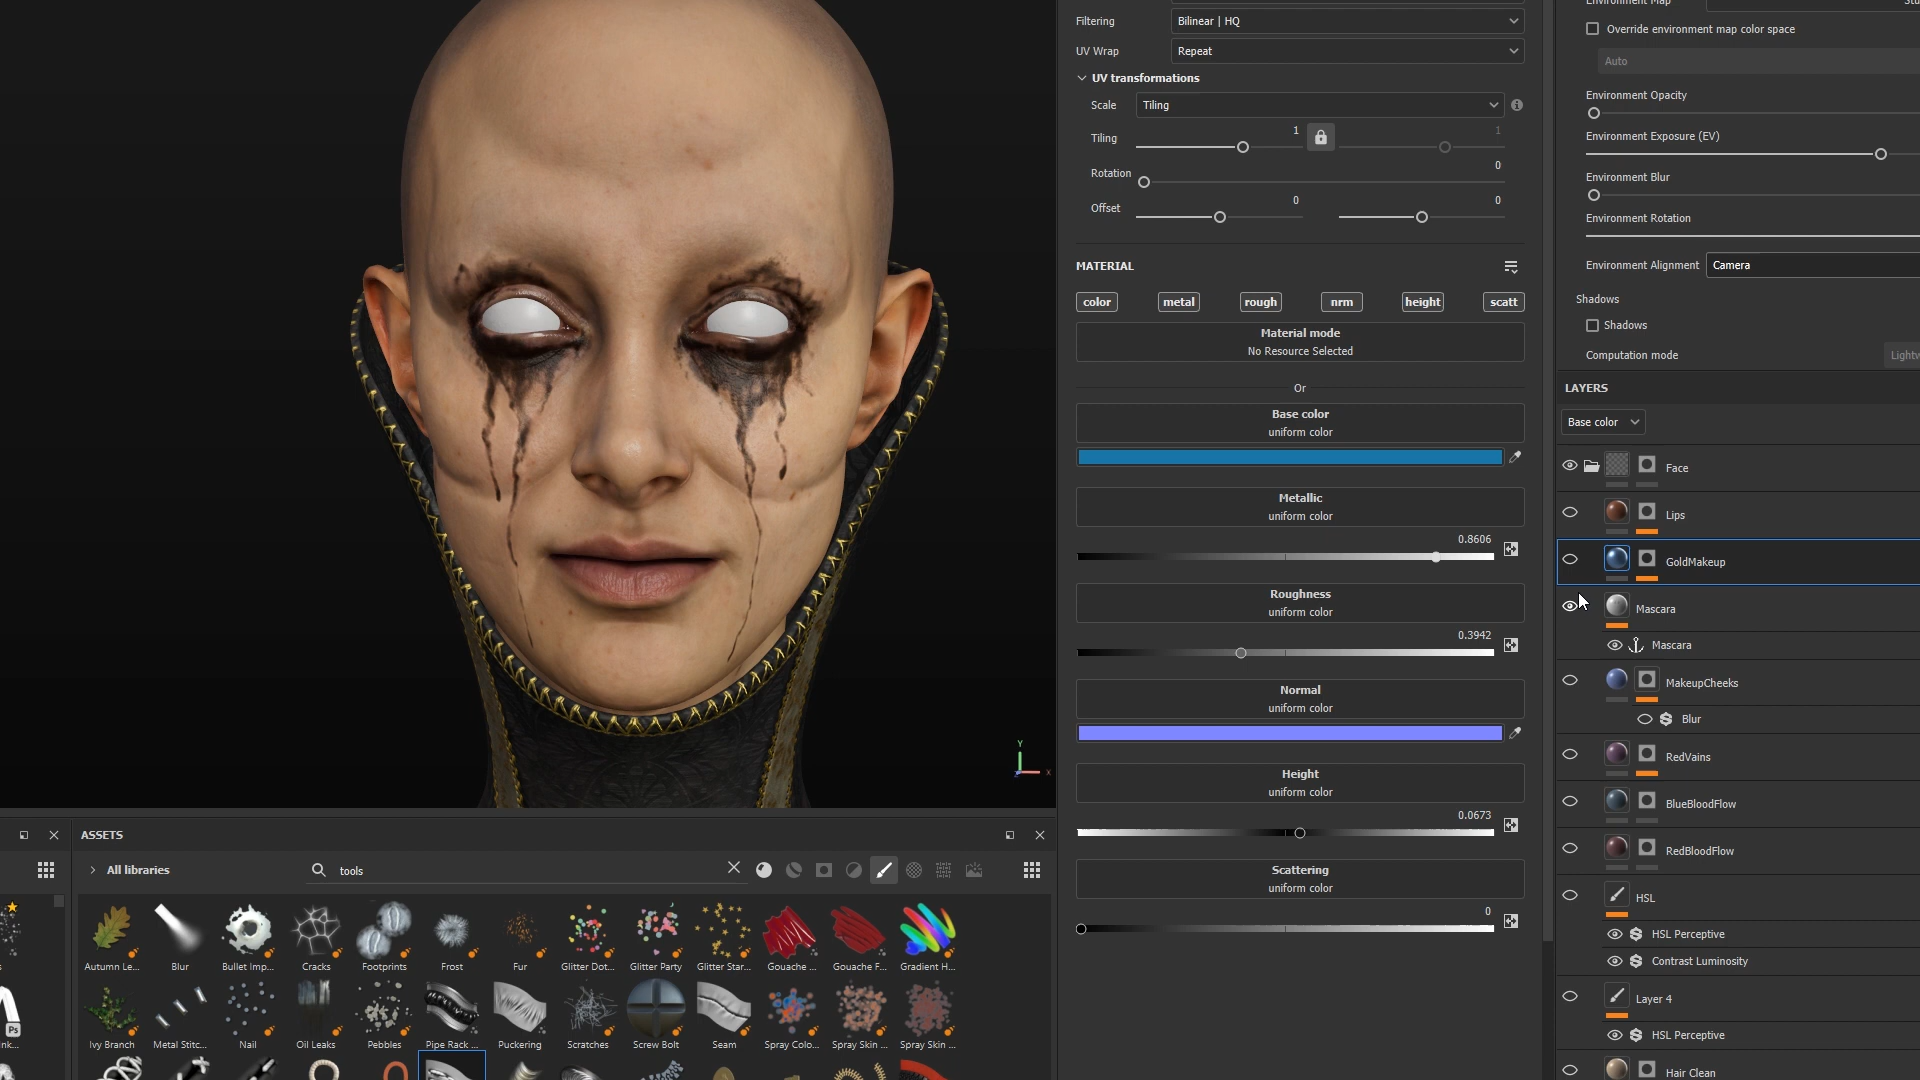 Filtering
Bilinear | HQ
UV Wrap
Repeat
UV transformations
Scale
Tiling
Tiling
1
1
Rotation
0
Offset
0
0
MATERIAL
color
metal
rough
nrm
height
scatt
Material mode
No Resource Selected
Or
Base color
uniform color
Metallic
uniform color
0.8606
Roughness
uniform color
0.3942
Normal
uniform color
Height
uniform color
0.0673
Scattering
uniform color
0
Environment Map
Override environment map color space
Auto
Environment Opacity
Environment Exposure (EV)
Environment Blur
Environment Rotation
Environment Alignment
Camera
Shadows
Shadows
Computation mode
LAYERS
Base color
Face
Lips
GoldMakeup
Mascara
Mascara
MakeupCheeks
Blur
RedVains
BlueBloodFlow
RedBloodFlow
HSL
HSL Perceptive
Contrast Luminosity
Layer 4
HSL Perceptive
Hair Clean
Y
X
Z
ASSETS
All libraries
tools
Autumn Le...
Blur
Bullet Imp...
Cracks
Footprints
Frost
Fur
Glitter Dot...
Glitter Party
Glitter Star...
Gouache ...
Gouache F...
Gradient H...
Ps
Ivy Branch
Metal Stitc...
Nail
Oil Leaks
Pebbles
Pipe Rack ...
Puckering
Scratches
Screw Bolt
Seam
Spray Colo...
Spray Skin ...
Spray Skin ...